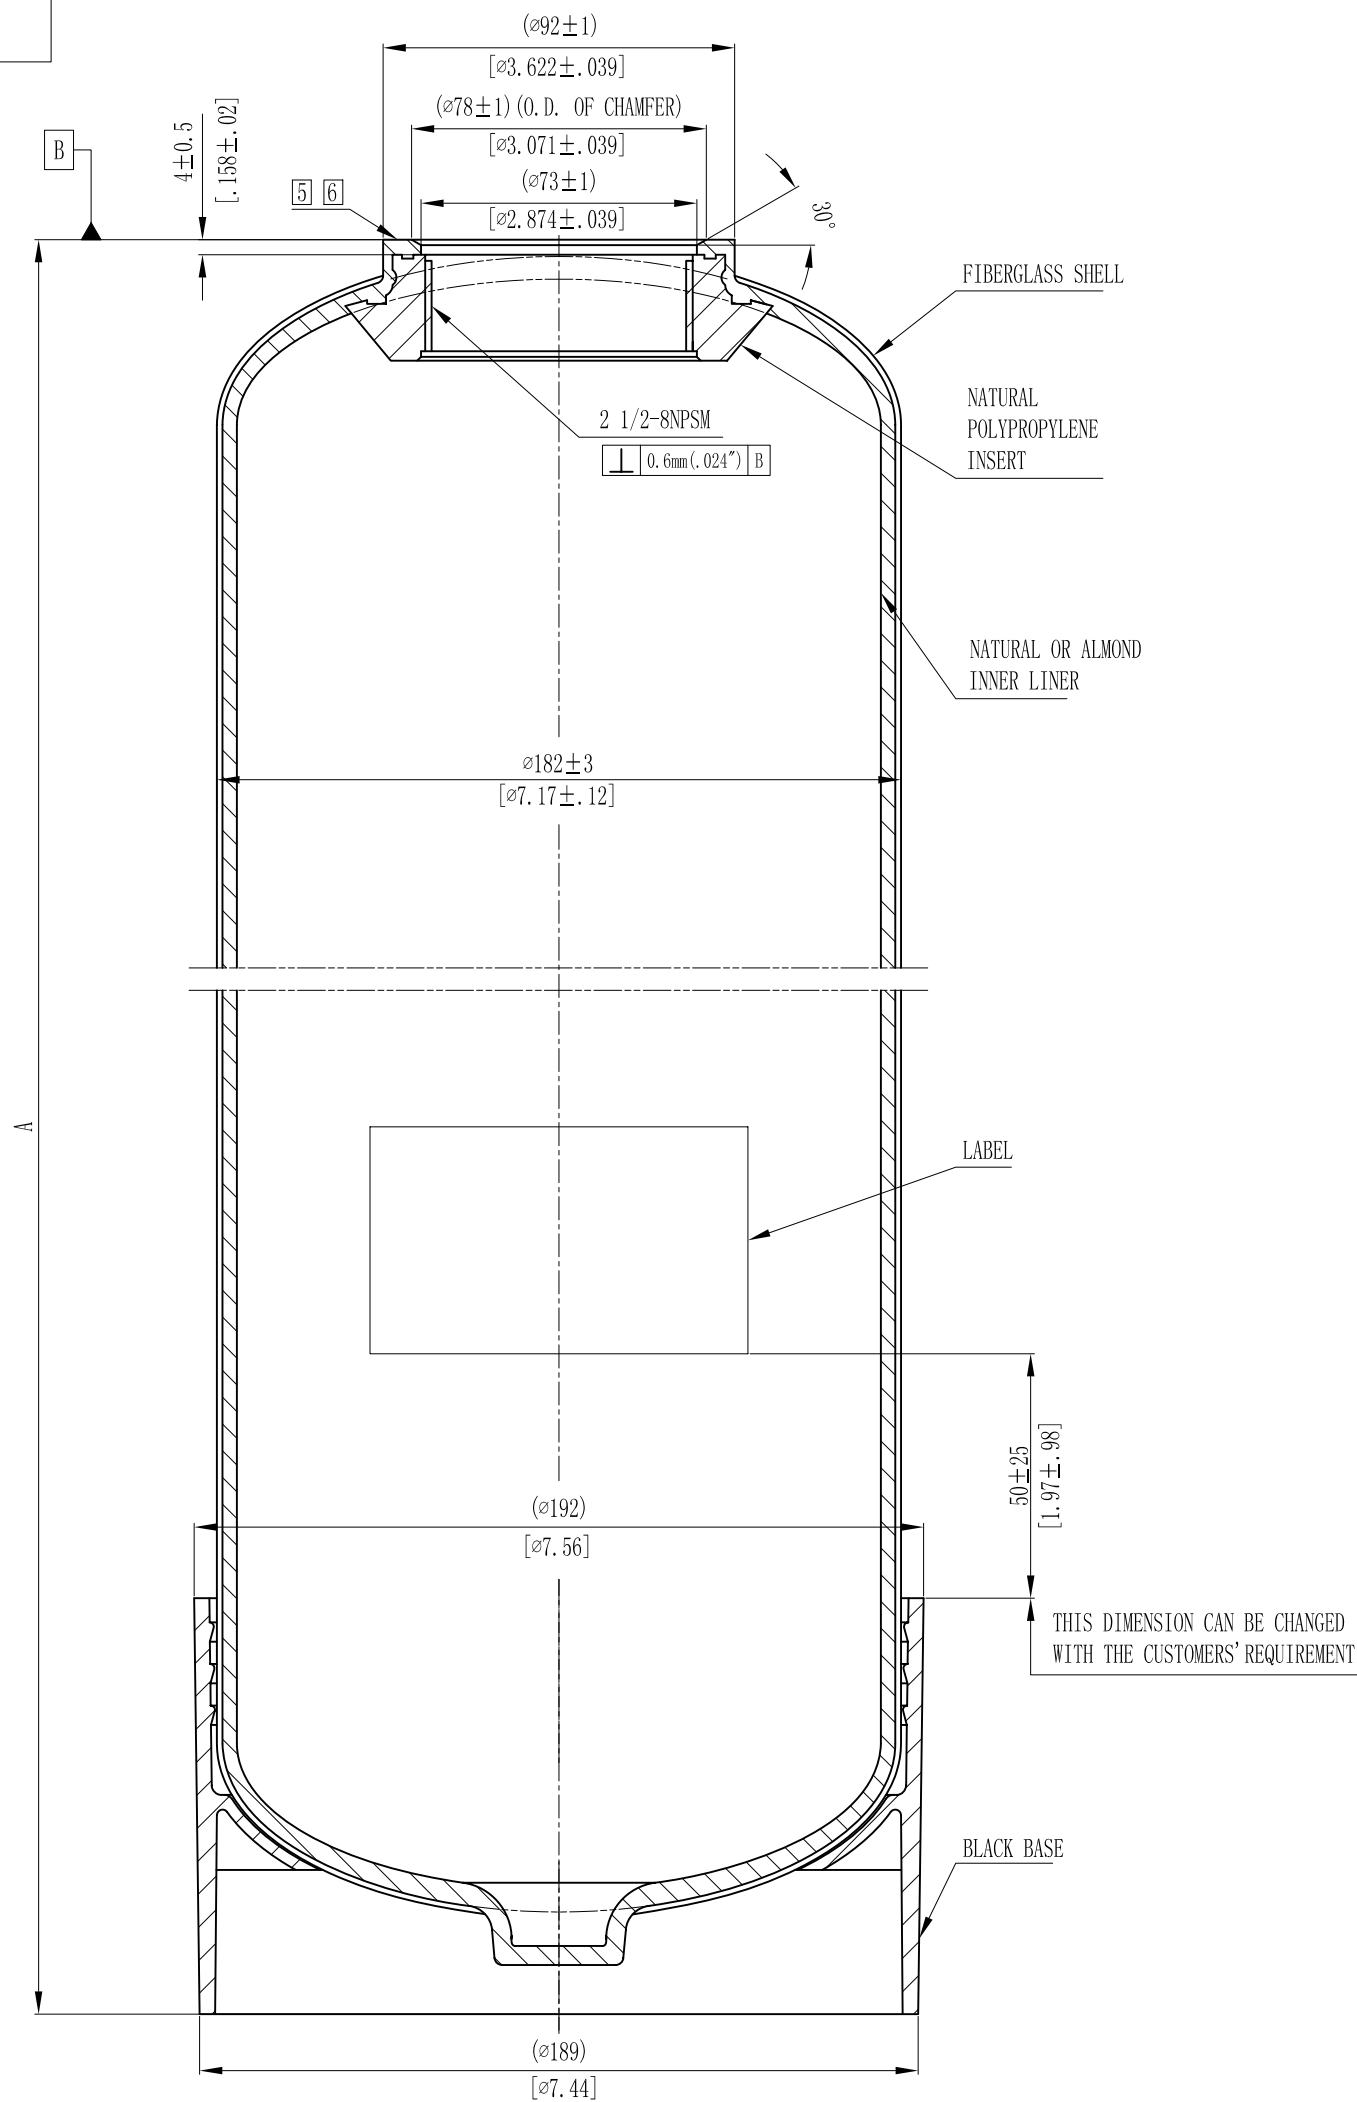 (⌀92±1)
[⌀3.622±.039]
(⌀78±1)(O.D. OF CHAMFER)
[⌀3.071±.039]
(⌀73±1)
[⌀2.874±.039]
B
4±0.5
[.158±.02]
5 6
30°
FIBERGLASS SHELL
NATURAL
POLYPROPYLENE
INSERT
2 1/2-8NPSM
⊥ 0.6mm(.024″) B
NATURAL OR ALMOND
INNER LINER
⌀182±3
[⌀7.17±.12]
A
LABEL
50±25
[1.97±.98]
(⌀192)
[⌀7.56]
THIS DIMENSION CAN BE CHANGED
WITH THE CUSTOMERS'REQUIREMENT
BLACK BASE
(⌀189)
[⌀7.44]